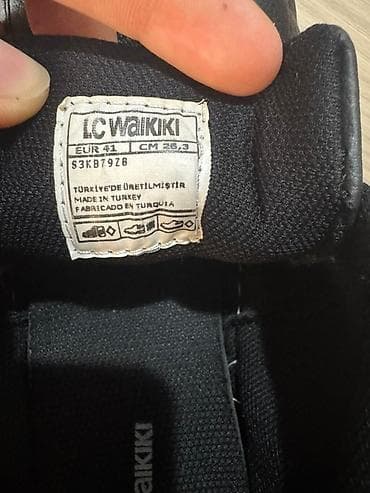 LC WAIKIKI
EUR 41 CM 26,3
S3KB79Z8
TÜRKİYE'DE ÜRETİLMİŞTİR
MADE IN TURKEY
FABRICADO EN TURQUIA
AIKIKI